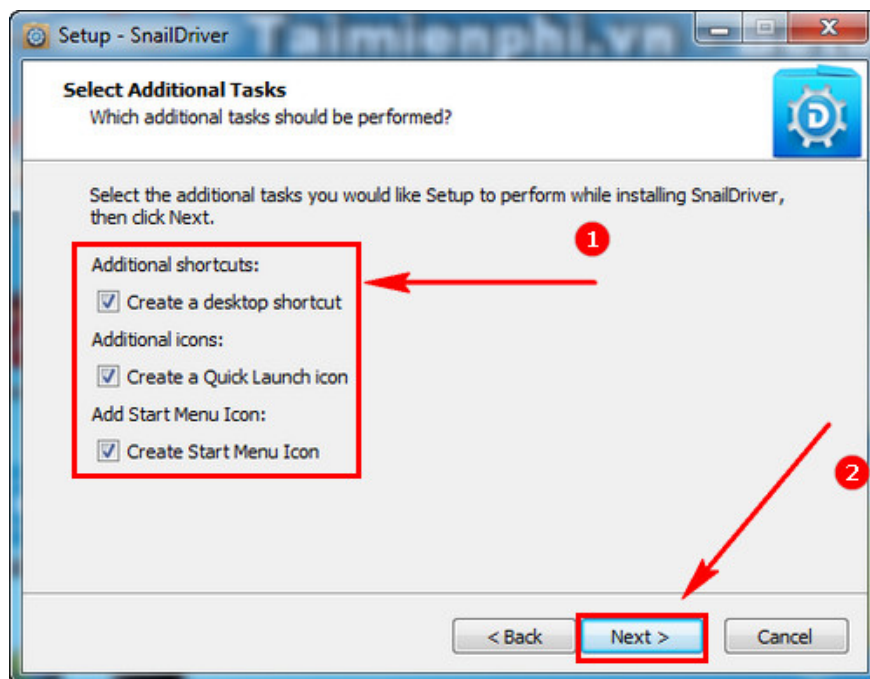 Setup - SnailDriver
Taimienphi.vn
Select Additional Tasks
Which additional tasks should be performed?
D
Select the additional tasks you would like Setup to perform while installing SnailDriver,
then click Next.
1
Additional shortcuts:
Create a desktop shortcut
Additional icons:
Create a Quick Launch icon
Add Start Menu Icon:
Create Start Menu Icon
2
< Back
Next >
Cancel